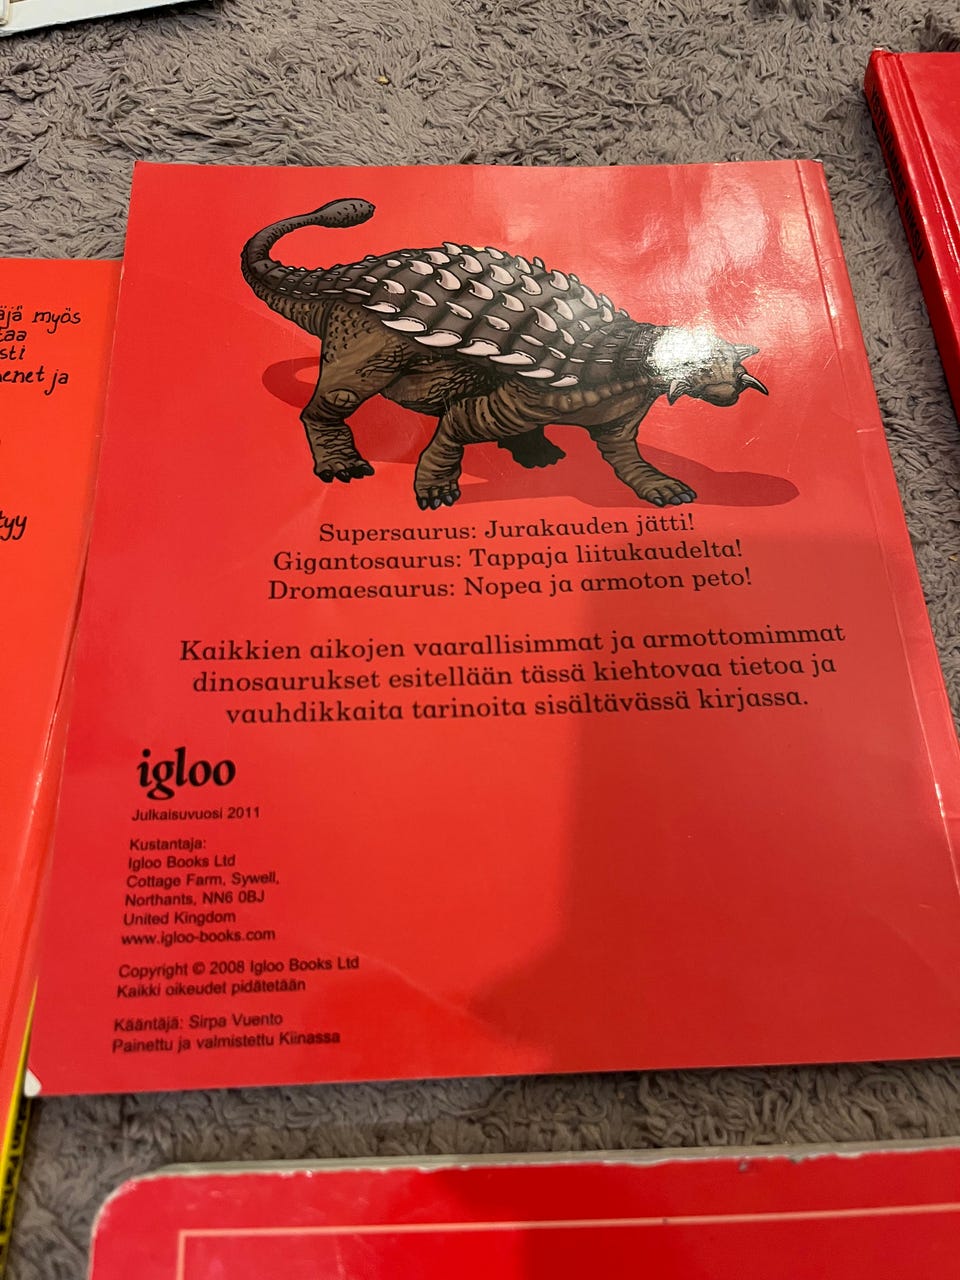 myös
taa
sti
enet ja
tyy
Supersaurus: Jurakauden jätti!
Gigantosaurus: Tappaja liitukaudelta!
Dromaesaurus: Nopea ja armoton peto!
Kaikkien aikojen vaarallisimmat ja armottomimmat
dinosaurukset esitellään tässä kiehtovaa tietoa ja
vauhdikkaita tarinoita sisältävässä kirjassa.
igloo
Julkaisuvuosi 2011
Kustantaja:
Igloo Books Ltd
Cottage Farm, Sywell,
Northants, NN6 0BJ
United Kingdom
www.igloo-books.com
Copyright © 2008 Igloo Books Ltd
Kaikki oikeudet pidätetään
Kääntäjä: Sirpa Vuento
Painettu ja valmistettu Kiinassa